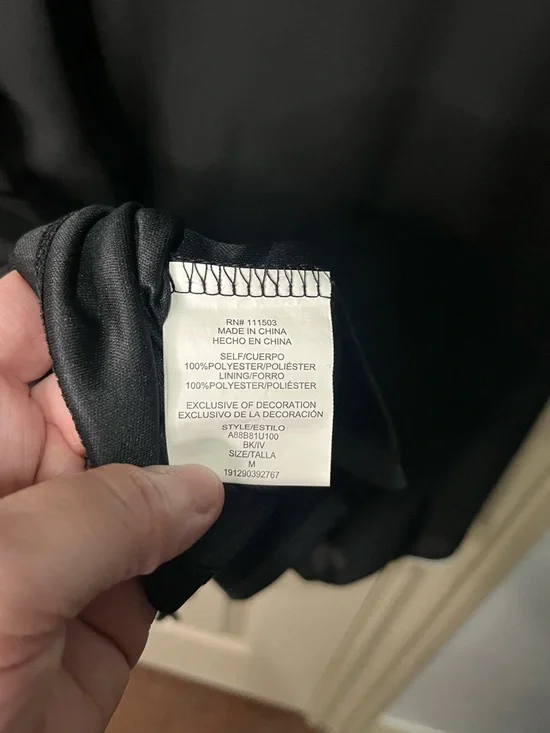 RN# 111503
MADE IN CHINA
HECHO EN CHINA
SELF/CUERPO
100%POLYESTER/POLIÉSTER
LINING/FORRO
100%POLYESTER/POLIÉSTER
EXCLUSIVE OF DECORATION
EXCLUSIVO DE LA DECORACIÓN
STYLE/ESTILO
A88B81U100
BK/IV
SIZE/TALLA
M
191290392767